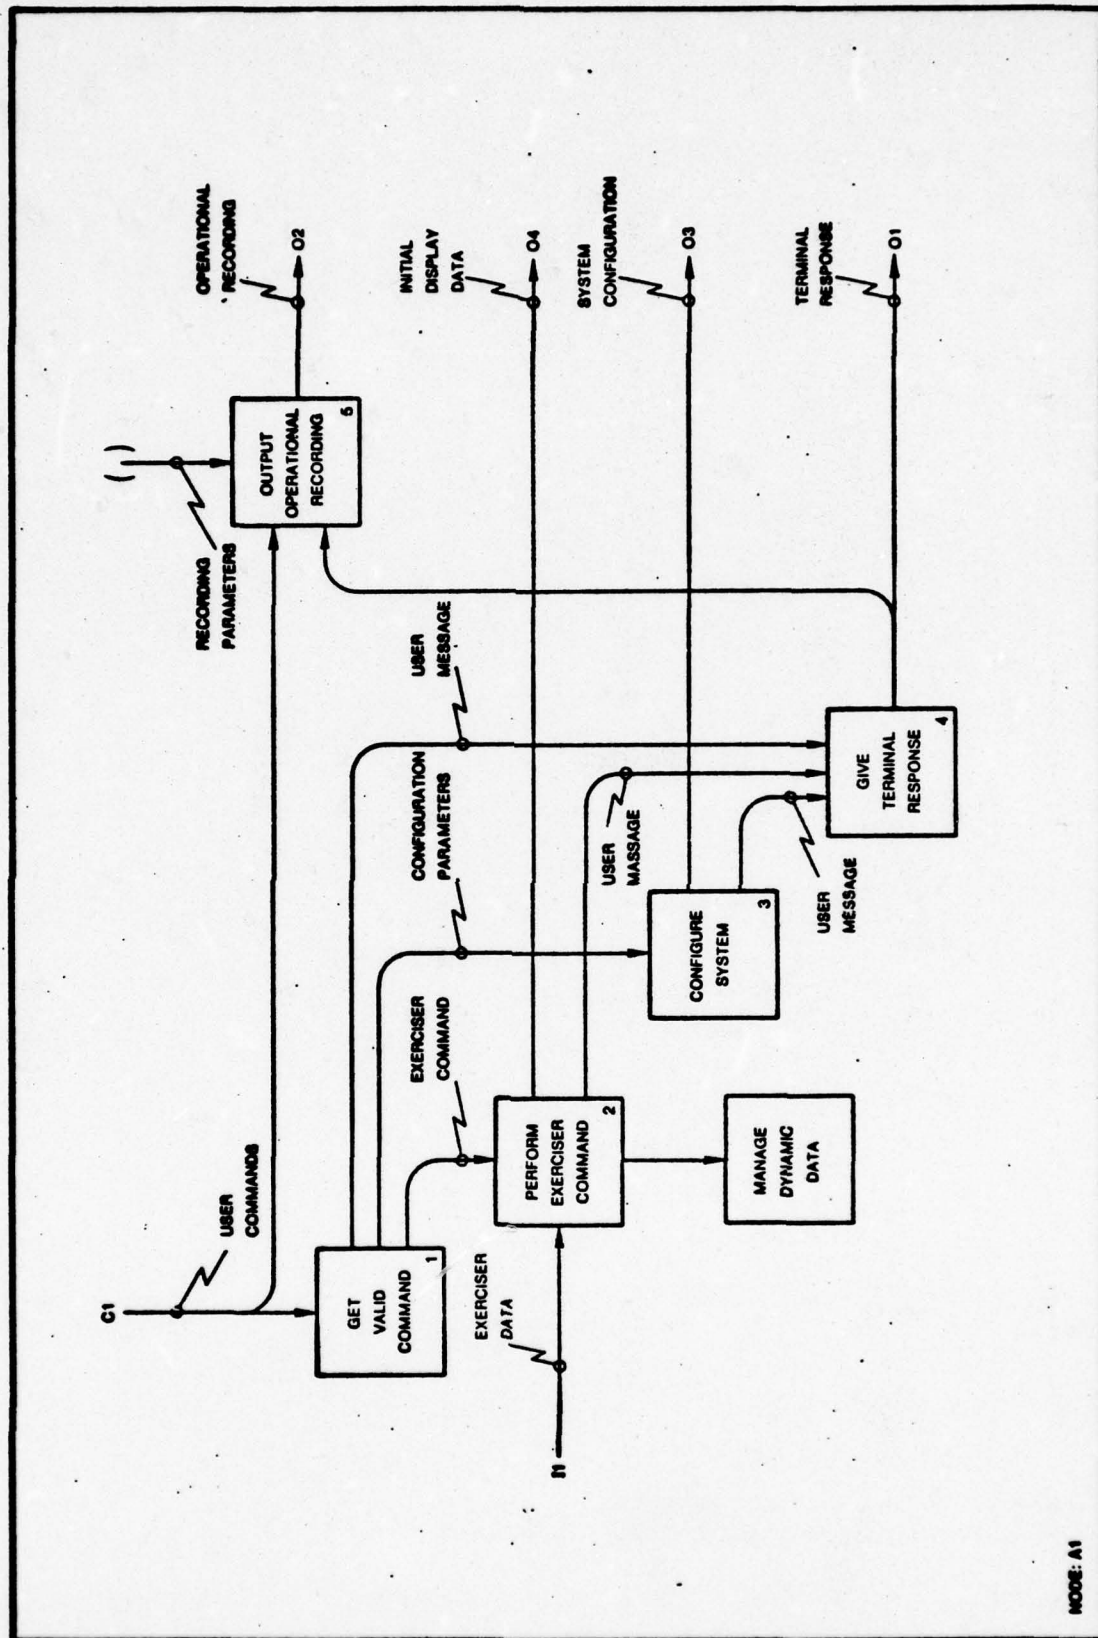 C1
USER
COMMANDS
RECORDING
PARAMETERS
( )
OPERATIONAL
RECORDING
O2
OUTPUT
OPERATIONAL
RECORDING
5
GET
VALID
COMMAND
1
EXERCISER
COMMAND
CONFIGURATION
PARAMETERS
USER
MESSAGE
INITIAL
DISPLAY
DATA
O4
I1
EXERCISER
DATA
PERFORM
EXERCISER
COMMAND
2
USER
MASSAGE
SYSTEM
CONFIGURATION
O3
CONFIGURE
SYSTEM
3
MANAGE
DYNAMIC
DATA
USER
MESSAGE
GIVE
TERMINAL
RESPONSE
4
TERMINAL
RESPONSE
O1
NODE: A1